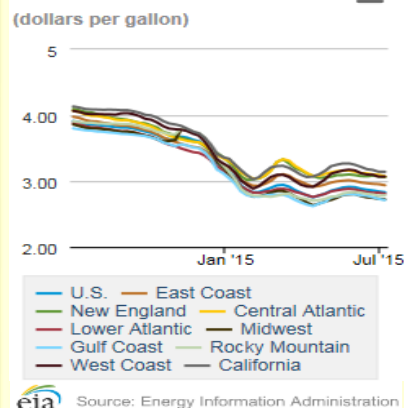 (dollars per gallon)
5
4.00
3.00
2.00
Jan '15 Jul '15
U.S. East Coast
New England Central Atlantic
Lower Atlantic Midwest
Gulf Coast Rocky Mountain
West Coast California
eia Source: Energy Information Administration